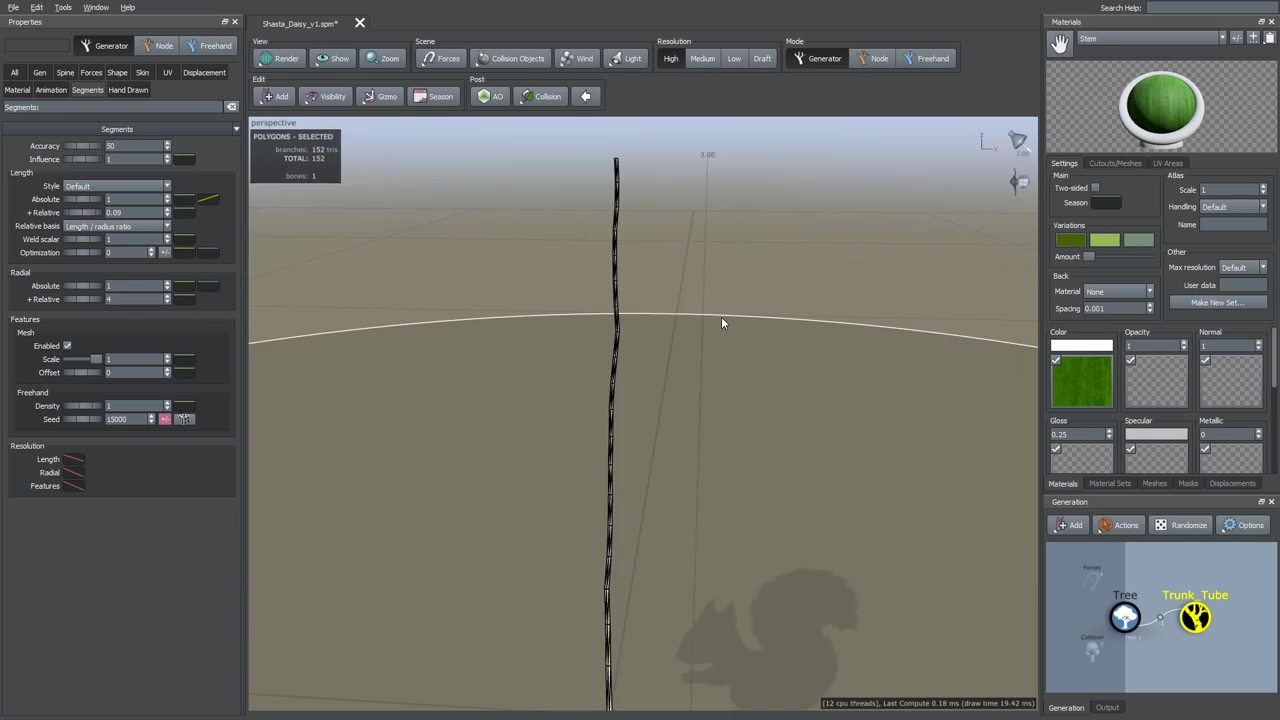 File Edit Tools Window Help
Search Help:
Properties
Shasta_Daisy_v1.spm*
Materials
Generator Node Freehand
View Scene Resolution Mode
Render Show Zoom Forces Collision Objects Wind Light High Medium Low Draft Generator Node Freehand
Stem
+/-
All Gen Spine Forces Shape Skin UV Displacement
Material Animation Segments Hand Drawn
Edit Post
Add Visibility Gizmo Season AO Collision
Segments:
Segments
Accuracy 50
Influence 1
Length
Style Default
Absolute 1
+ Relative 0.09
Relative basis Length / radius ratio
Weld scalar 1
Optimization 0 +/-
Radial
Absolute 1
+ Relative 4
Features
Mesh
Enabled
Scale 1
Offset 0
Freehand
Density 1
Seed 15000 +/-
Resolution
Length
Radial
Features
perspective
POLYGONS - SELECTED
branches: 152 tris
TOTAL: 152
bones: 1
3.00
z
x
2.00
[12 cpu threads], Last Compute 0.18 ms (draw time 19.42 ms)
Settings Cutouts/Meshes UV Areas
Main Atlas
Two-sided Scale 1
Season Handling Default
Variations Name
Other
Amount Max resolution Default
Back User data
Material None
Make New Set...
Spacing 0.001
Color Opacity Normal
1 1
Gloss Specular Metallic
0.25 0
Materials Material Sets Meshes Masks Displacements
Generation
Add Actions Randomize Options
Forces
Tree Trunk_Tube
Collision
Generation Output